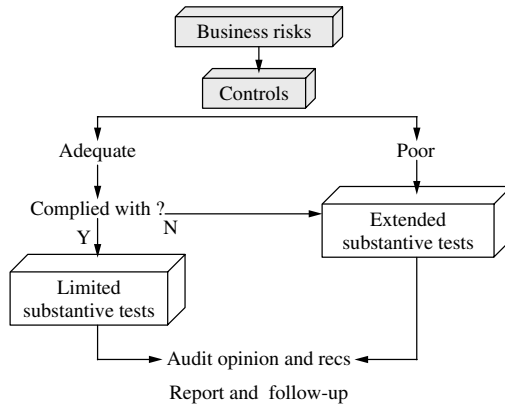 Business risks
Controls
Adequate
Poor
Complied with ?
N
Y
Extended
substantive tests
Limited
substantive tests
Audit opinion and recs
Report and follow-up